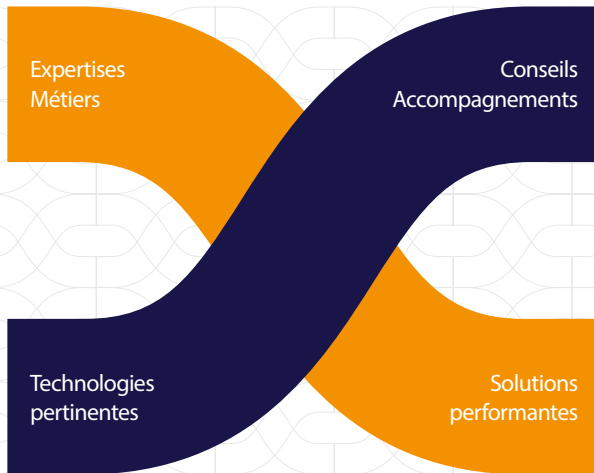 Expertises
Métiers
Conseils
Accompagnements
Technologies
pertinentes
Solutions
performantes